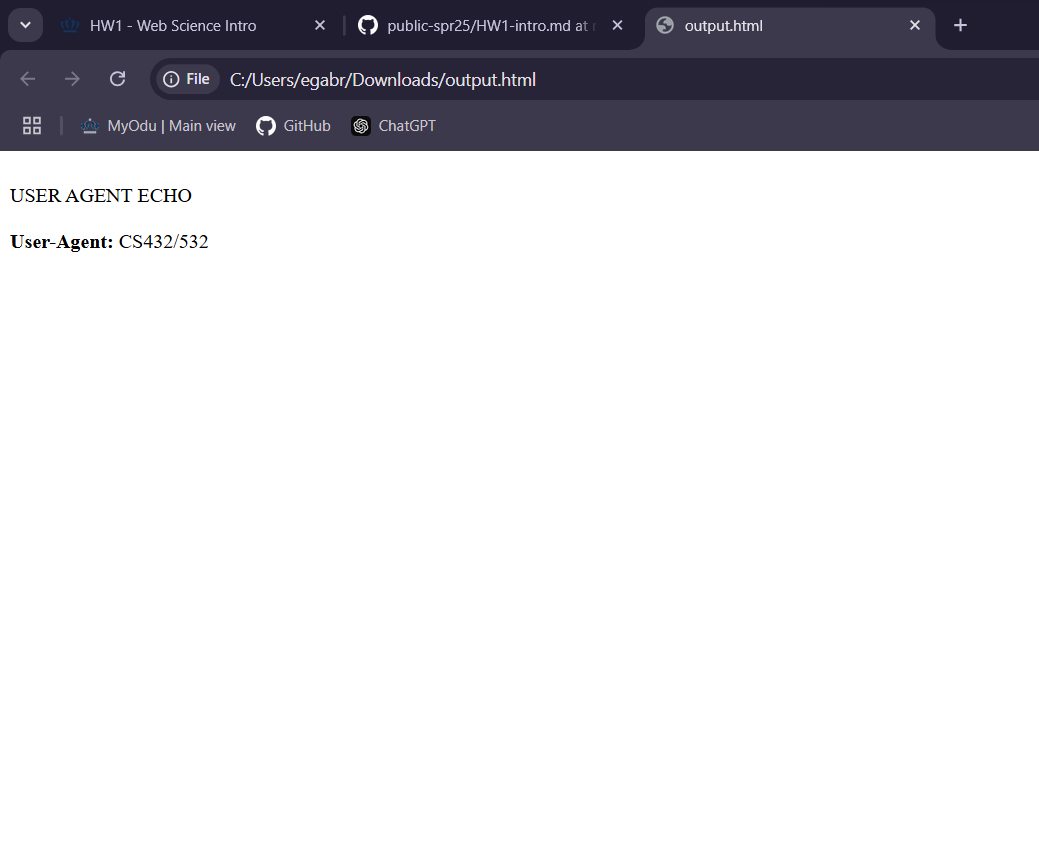 HW1 - Web Science Intro
public-spr25/HW1-intro.md at
output.html
File
C:/Users/egabr/Downloads/output.html
MyOdu | Main view
GitHub
ChatGPT
USER AGENT ECHO
User-Agent: CS432/532